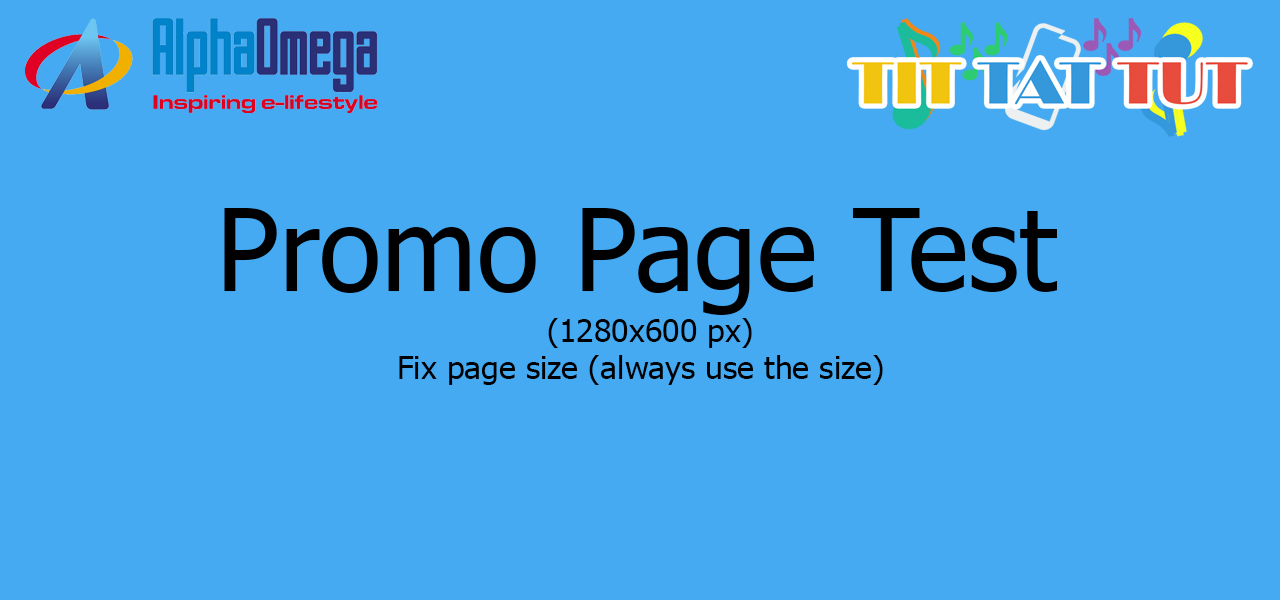 AlphaOmega
Inspiring e-lifestyle
TIT TAT TUT
Promo Page Test
(1280x600 px)
Fix page size (always use the size)